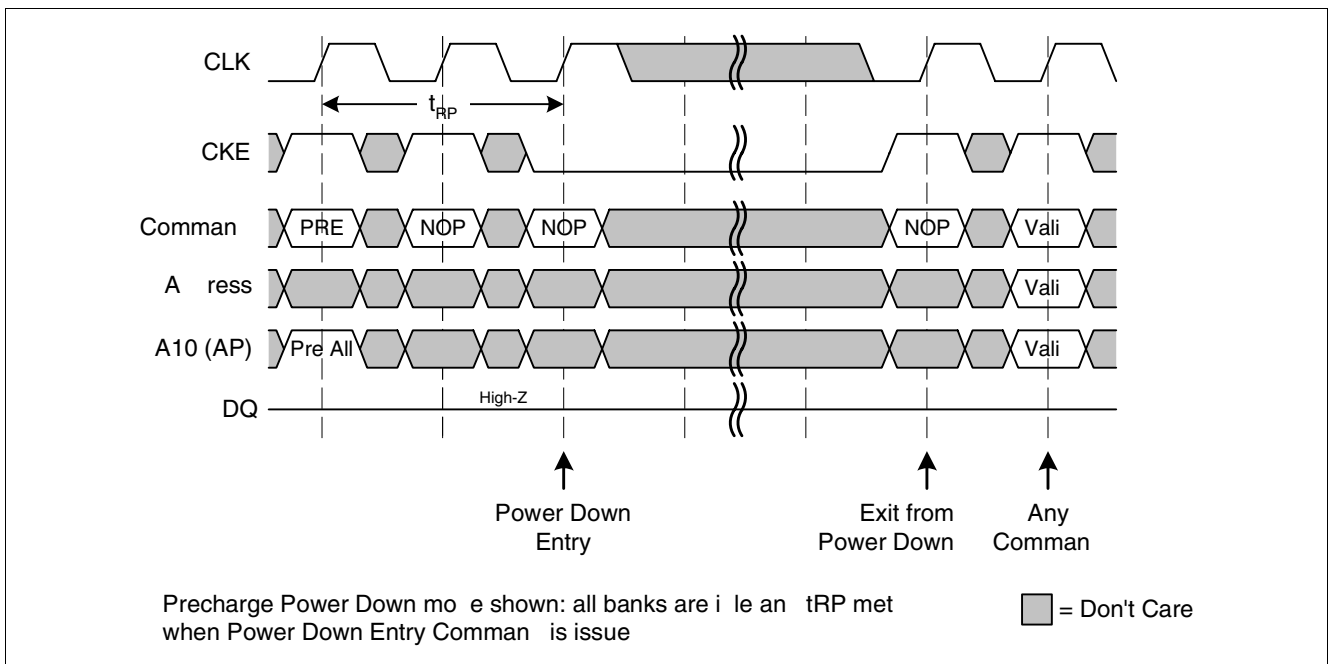 CLK
tRP
CKE
Comman
PRE NOP NOP NOP Vali
A ress
Vali
A10 (AP)
Pre All Vali
DQ
High-Z
Power Down
Entry
Exit from
Power Down
Any
Comman
Precharge Power Down mo e shown: all banks are i le an tRP met
when Power Down Entry Comman is issue
= Don't Care